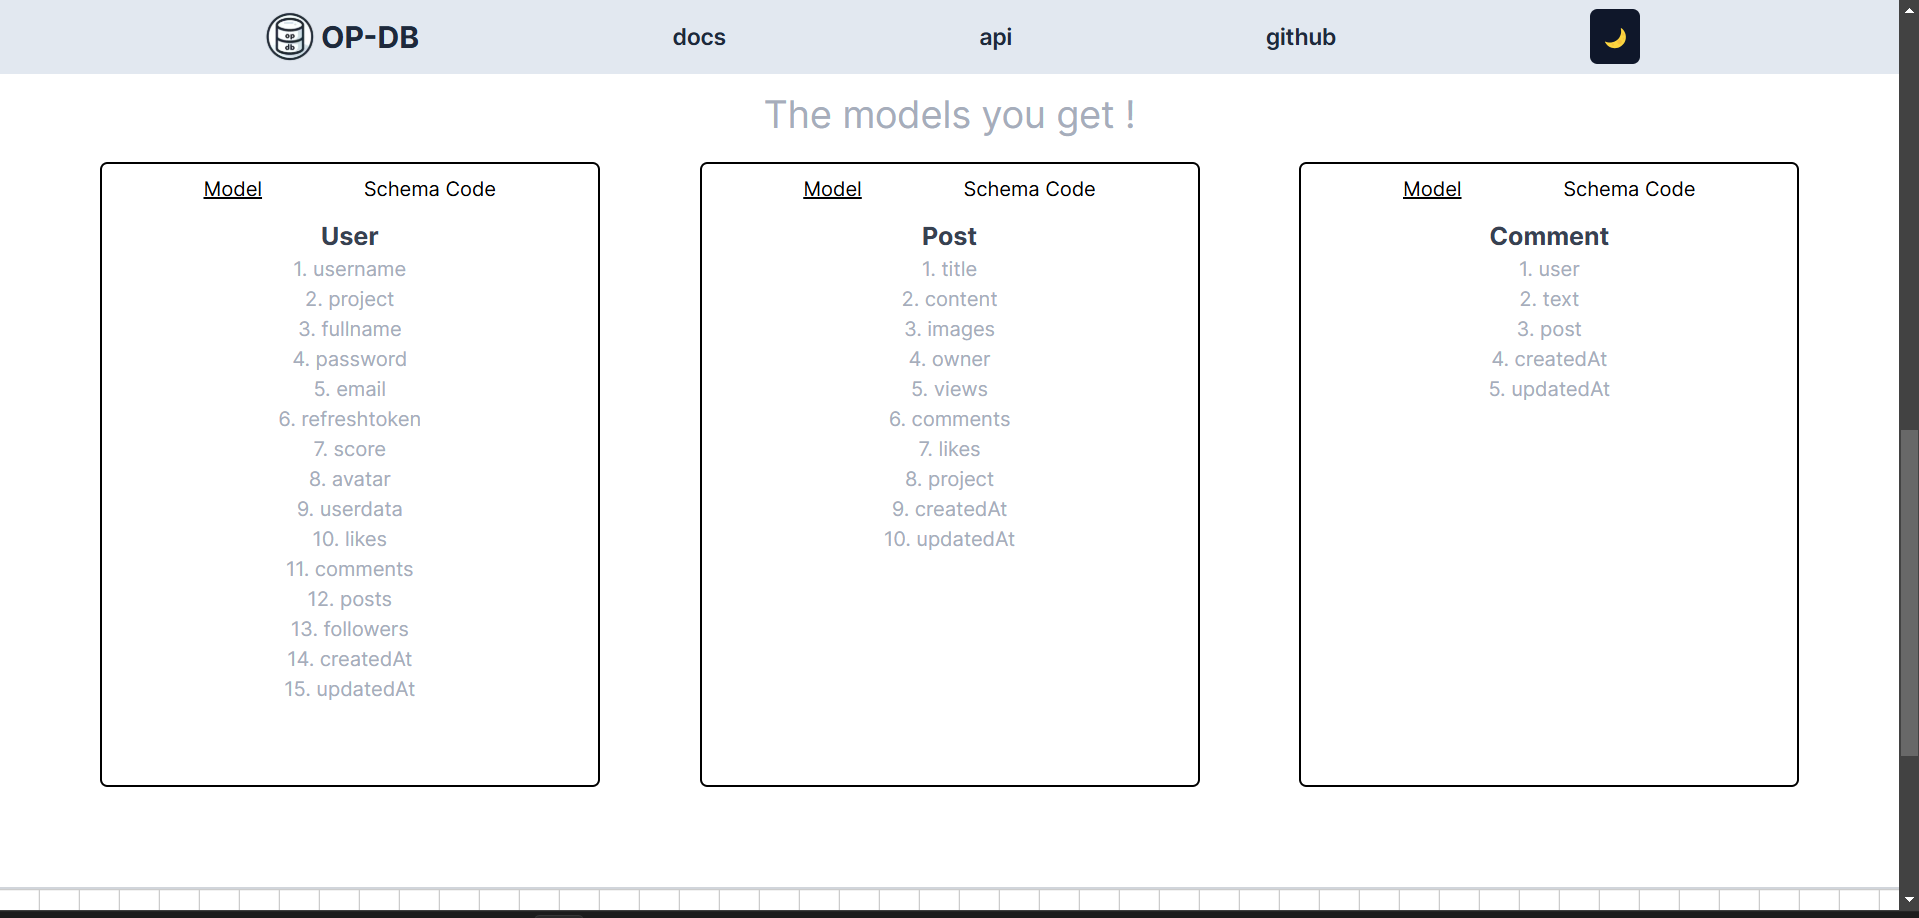 op
db
OP-DB
docs
api
github
The models you get !
Model
Schema Code
User
1. username
2. project
3. fullname
4. password
5. email
6. refreshtoken
7. score
8. avatar
9. userdata
10. likes
11. comments
12. posts
13. followers
14. createdAt
15. updatedAt
Model
Schema Code
Post
1. title
2. content
3. images
4. owner
5. views
6. comments
7. likes
8. project
9. createdAt
10. updatedAt
Model
Schema Code
Comment
1. user
2. text
3. post
4. createdAt
5. updatedAt